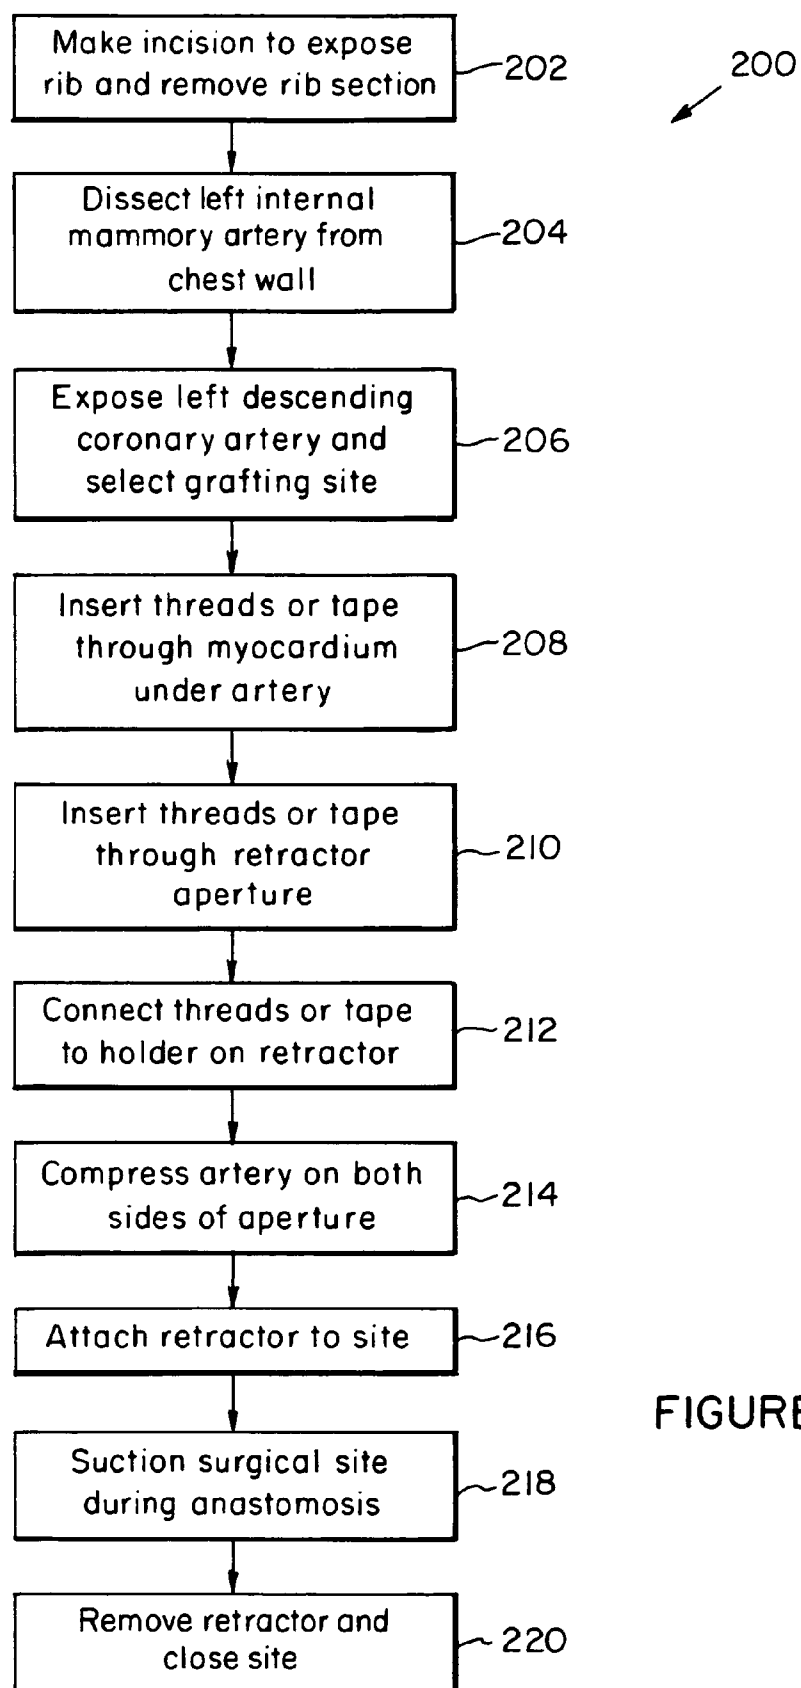 Make incision to expose
rib and remove rib section
202
200
Dissect left internal
mammory artery from
chest wall
204
Expose left descending
coronary artery and
select grafting site
206
Insert threads or tape
through myocardium
under artery
208
Insert threads or tape
through retractor
aperture
210
Connect threads or tape
to holder on retractor
212
Compress artery on both
sides of aperture
214
Attach retractor to site
216
FIGURE
Suction surgical site
during anastomosis
218
Remove retractor and
close site
220